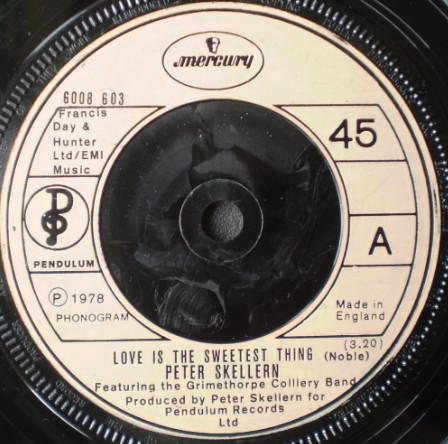 mercury
6008 603
Francis
Day &
Hunter
Ltd/EMI
Music
45
PENDULUM
A
P 1978
PHONOGRAM
Made in
England
(3.20)
LOVE IS THE SWEETEST THING (Noble)
PETER SKELLERN
Featuring the Grimethorpe Colliery Band
Produced by Peter Skellern for
Pendulum Records
Ltd